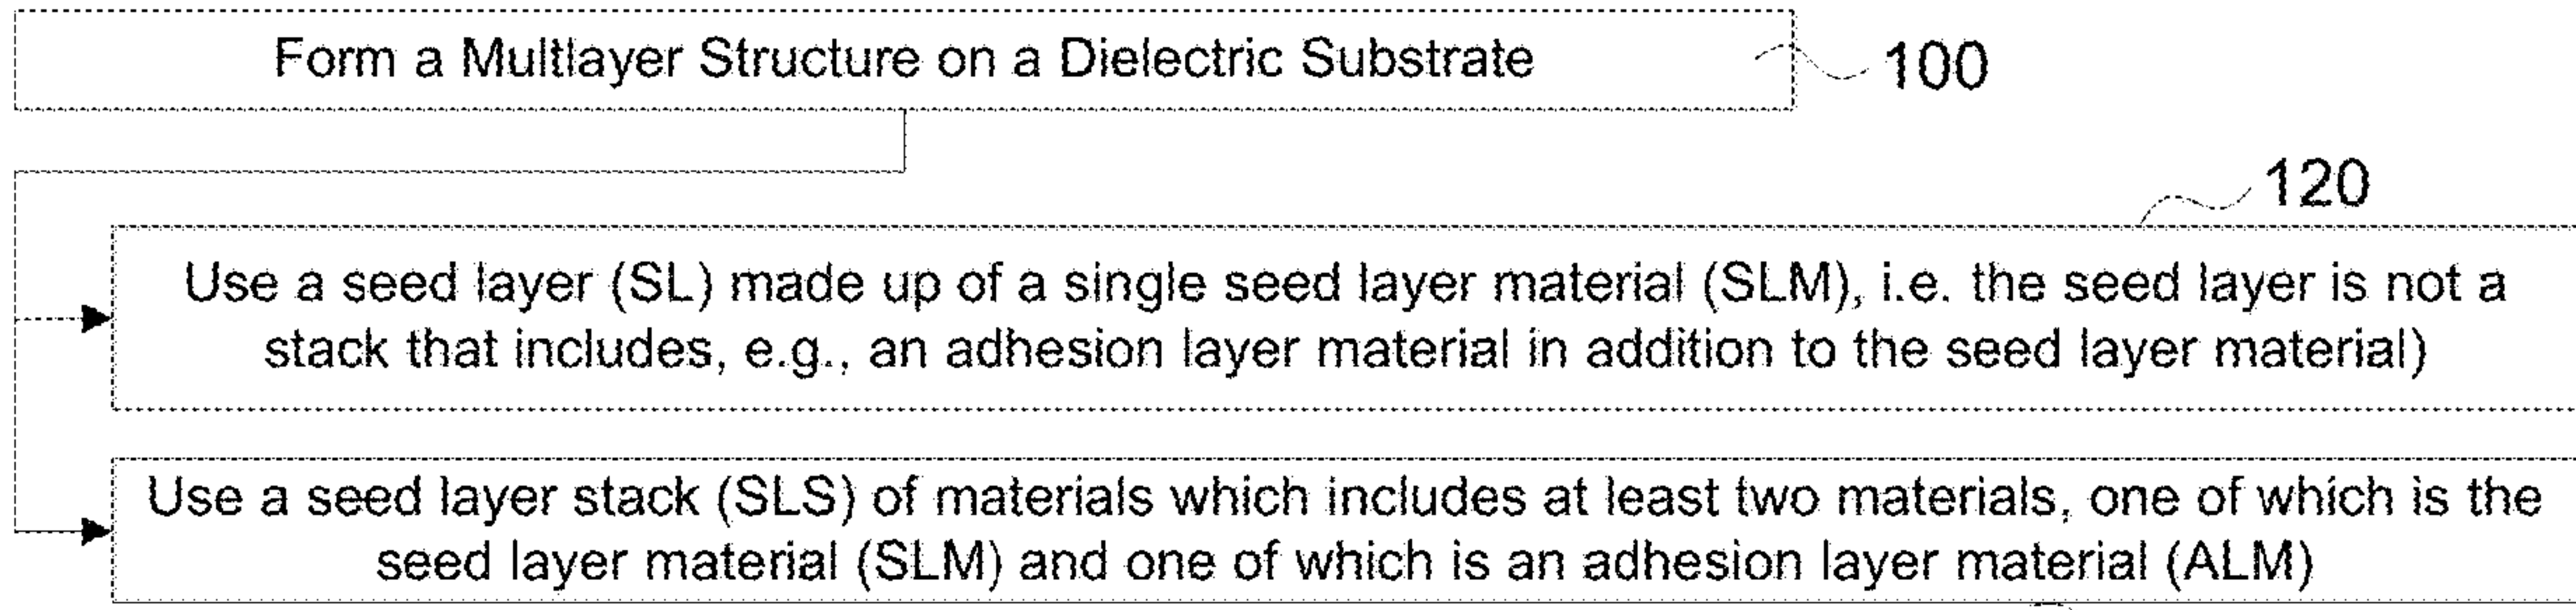 Form a Multlayer Structure on a Dielectric Substrate
100
120
Use a seed layer (SL) made up of a single seed layer material (SLM), i.e. the seed layer is not a
stack that includes, e.g., an adhesion layer material in addition to the seed layer material)
Use a seed layer stack (SLS) of materials which includes at least two materials, one of which is the
seed layer material (SLM) and one of which is an adhesion layer material (ALM)